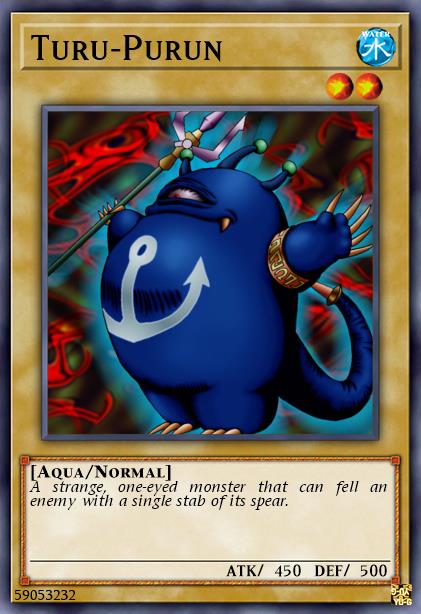 TURU-PURUN
WATER
水
[AQUA/NORMAL]
A strange, one-eyed monster that can fell an
enemy with a single stab of its spear.
ATK/ 450 DEF/ 500
59053232